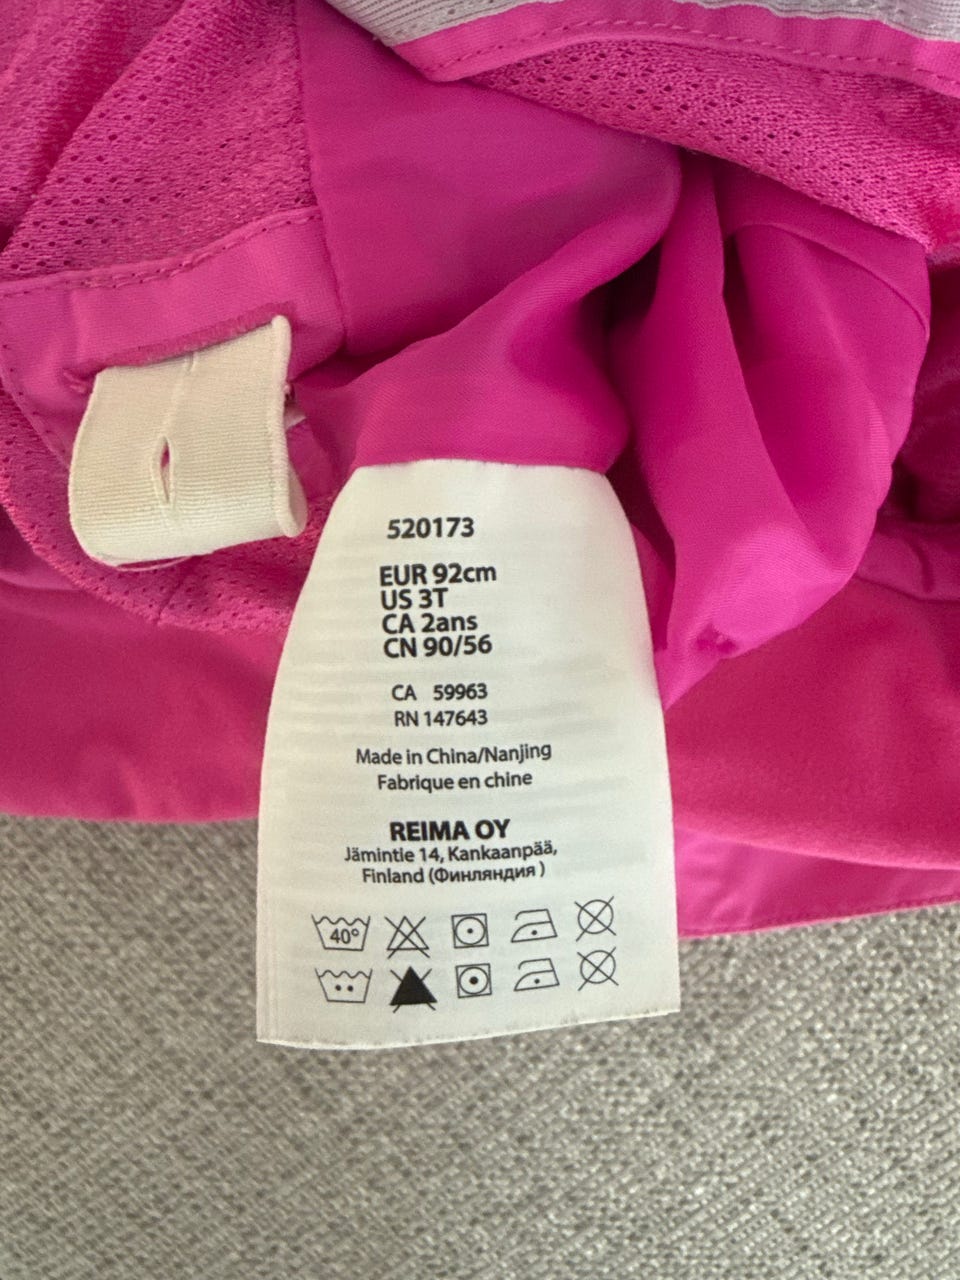 520173
EUR 92cm
US 3T
CA 2ans
CN 90/56
CA 59963
RN 147643
Made in China/Nanjing
Fabrique en chine
REIMA OY
Jämintie 14, Kankaanpää,
Finland (Финляндия )
40°